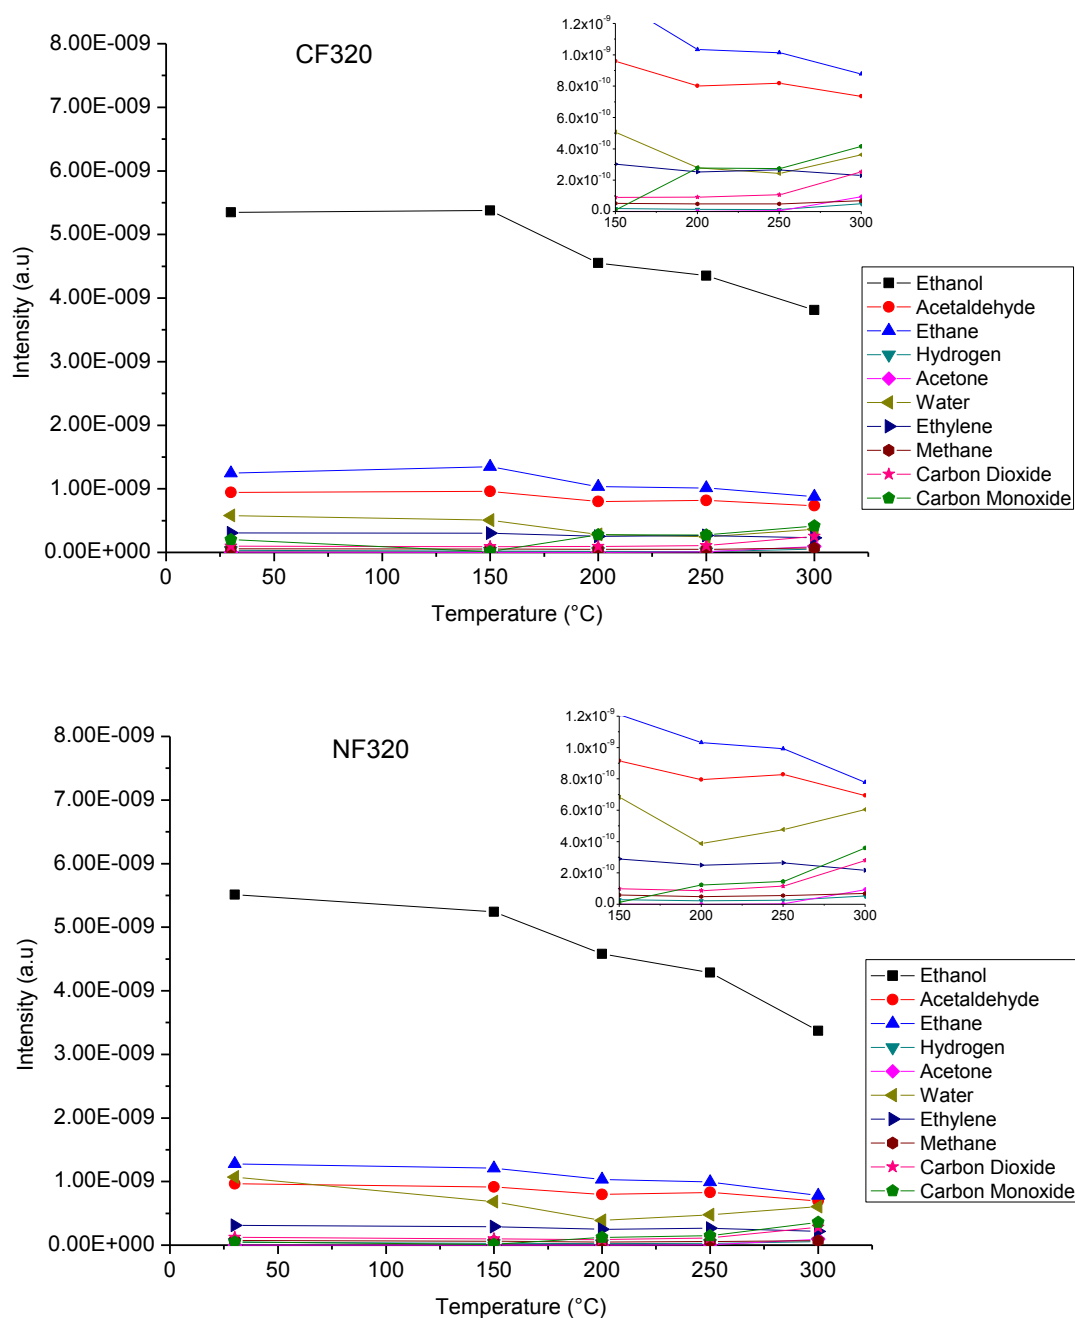 CF320
8.00E-009
7.00E-009
6.00E-009
5.00E-009
4.00E-009
3.00E-009
2.00E-009
1.00E-009
0.00E+000
Intensity (a.u)
0 50 100 150 200 250 300
Temperature (°C)
1.2x10⁻⁹
1.0x10⁻⁹
8.0x10⁻¹⁰
6.0x10⁻¹⁰
4.0x10⁻¹⁰
2.0x10⁻¹⁰
0.0
150 200 250 300
Ethanol
Acetaldehyde
Ethane
Hydrogen
Acetone
Water
Ethylene
Methane
Carbon Dioxide
Carbon Monoxide
NF320
8.00E-009
7.00E-009
6.00E-009
5.00E-009
4.00E-009
3.00E-009
2.00E-009
1.00E-009
0.00E+000
Intensity (a.u)
0 50 100 150 200 250 300
Temperature (°C)
1.2x10⁻⁹
1.0x10⁻⁹
8.0x10⁻¹⁰
6.0x10⁻¹⁰
4.0x10⁻¹⁰
2.0x10⁻¹⁰
0.0
150 200 250 300
Ethanol
Acetaldehyde
Ethane
Hydrogen
Acetone
Water
Ethylene
Methane
Carbon Dioxide
Carbon Monoxide